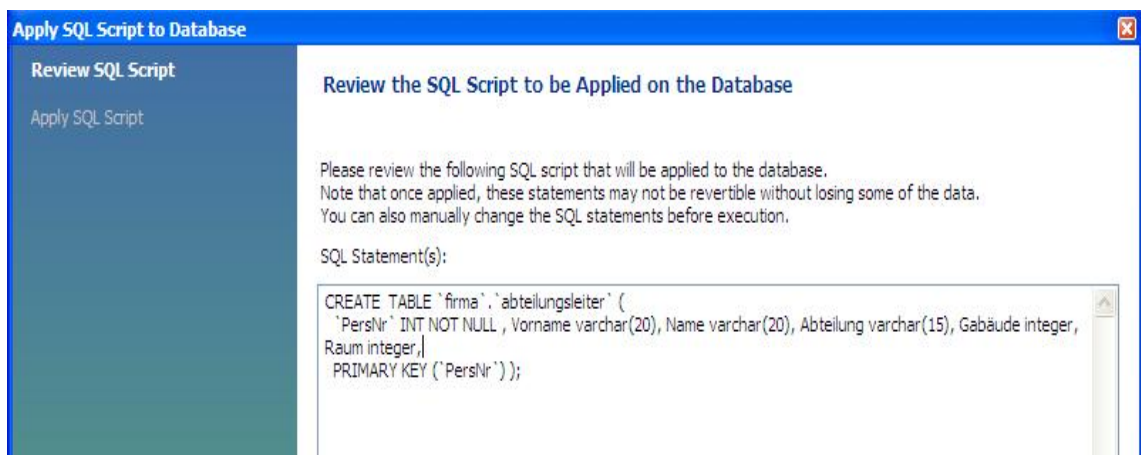 Apply SQL Script to Database
Review SQL Script
Apply SQL Script
Review the SQL Script to be Applied on the Database
Please review the following SQL script that will be applied to the database.
Note that once applied, these statements may not be revertible without losing some of the data.
You can also manually change the SQL statements before execution.
SQL Statement(s):
CREATE TABLE `firma`.`abteilungsleiter` (
`PersNr` INT NOT NULL , Vorname varchar(20), Name varchar(20), Abteilung varchar(15), Gabäude integer,
Raum integer,
PRIMARY KEY (`PersNr`) );